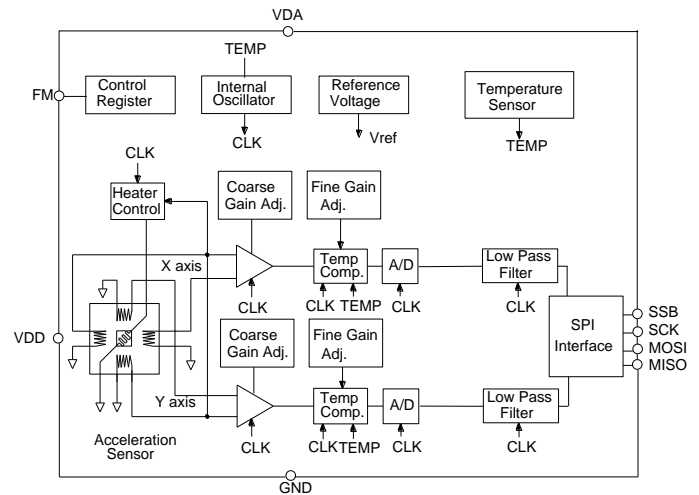 VDA
TEMP
FM
Control
Register
Internal
Oscillator
Reference
Voltage
Temperature
Sensor
CLK
Vref
TEMP
CLK
Heater
Control
Coarse
Gain Adj.
Fine Gain
Adj.
X axis
Temp
Comp.
A/D
Low Pass
Filter
CLK
CLK
TEMP
CLK
CLK
VDD
Coarse
Gain Adj.
Fine Gain
Adj.
SPI
Interface
SSB
SCK
MOSI
MISO
Y axis
Temp
Comp.
A/D
Low Pass
Filter
Acceleration
Sensor
CLK
CLK
TEMP
CLK
CLK
GND